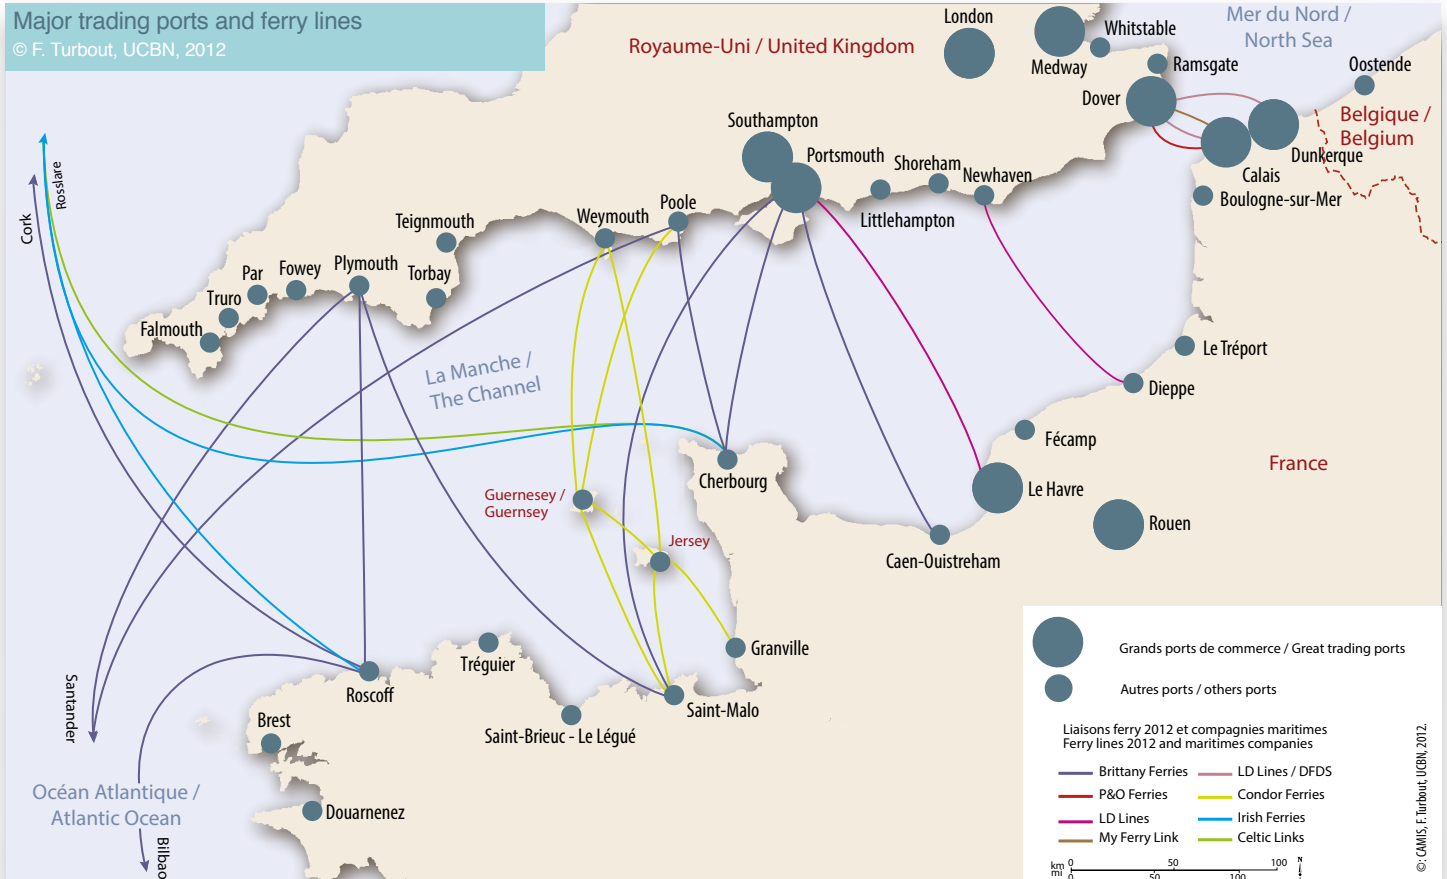 Major trading ports and ferry lines
© F. Turbout, UCBN, 2012
Royaume-Uni / United Kingdom
London
Medway
Whitstable
Mer du Nord /
North Sea
Ramsgate
Oostende
Dover
Belgique /
Belgium
Dunkerque
Calais
Boulogne-sur-Mer
Southampton
Portsmouth
Shoreham
Newhaven
Littlehampton
Poole
Weymouth
Teignmouth
Torbay
Plymouth
Fowey
Par
Truro
Falmouth
Rosslare
Cork
La Manche /
The Channel
Le Tréport
Dieppe
Fécamp
Le Havre
Rouen
France
Cherbourg
Caen-Ouistreham
Guernesey /
Guernsey
Jersey
Granville
Saint-Malo
Saint-Brieuc - Le Légué
Tréguier
Roscoff
Brest
Douarnenez
Santander
Bilbao
Océan Atlantique /
Atlantic Ocean
Grands ports de commerce / Great trading ports
Autres ports / others ports
Liaisons ferry 2012 et compagnies maritimes
Ferry lines 2012 and maritimes companies
Brittany Ferries
LD Lines / DFDS
P&O Ferries
Condor Ferries
LD Lines
Irish Ferries
My Ferry Link
Celtic Links
km 0 50 100
mi 0 50 100
N
©: CAMIS, F. Turbout, UCBN, 2012.